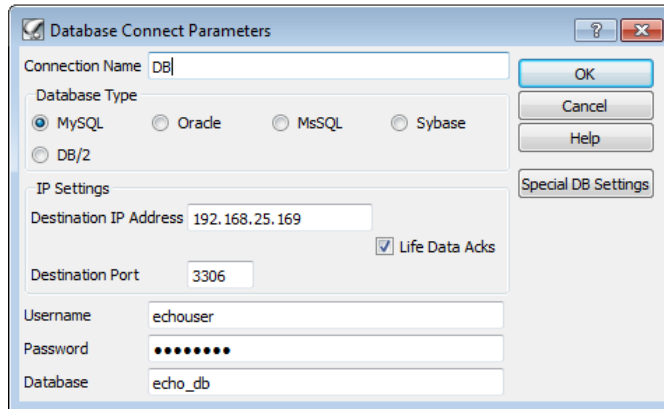 Database Connect Parameters
Connection Name DB
OK
Database Type
Cancel
MySQL Oracle MsSQL Sybase
Help
DB/2
IP Settings
Special DB Settings
Destination IP Address 192.168.25.169
Life Data Acks
Destination Port 3306
Username echouser
Password ●●●●●●●●
Database echo_db